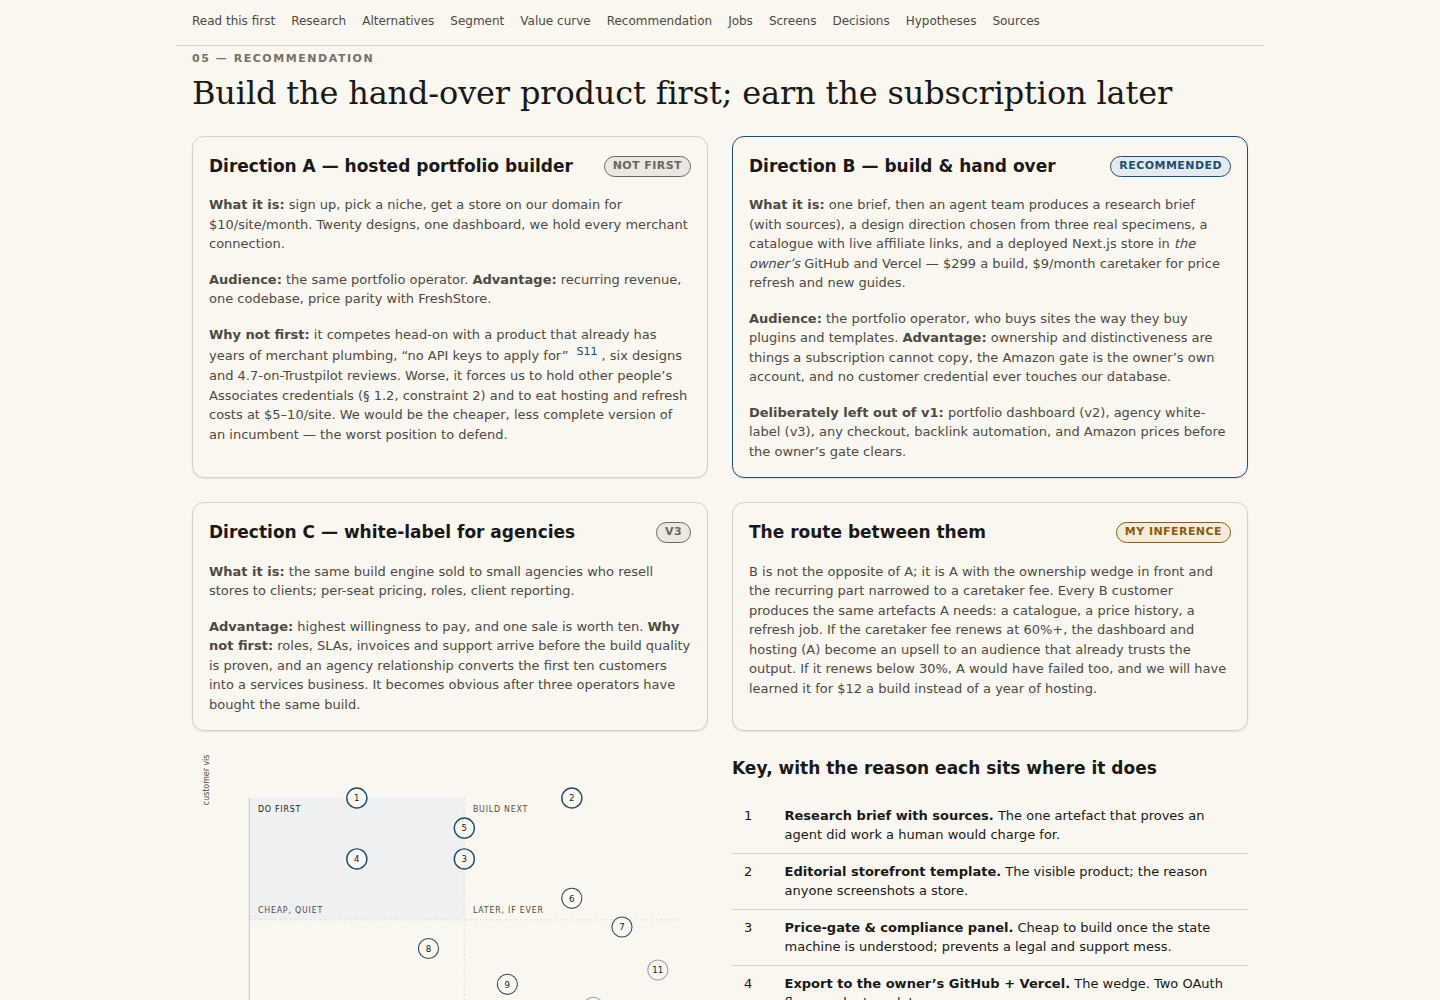 Read this first Research Alternatives Segment Value curve Recommendation Jobs Screens Decisions Hypotheses Sources
05 — RECOMMENDATION
Build the hand-over product first; earn the subscription later
Direction A — hosted portfolio builder NOT FIRST
What it is: sign up, pick a niche, get a store on our domain for
$10/site/month. Twenty designs, one dashboard, we hold every merchant
connection.
Audience: the same portfolio operator. Advantage: recurring revenue,
one codebase, price parity with FreshStore.
Why not first: it competes head-on with a product that already has
years of merchant plumbing, “no API keys to apply for” S11 , six designs
and 4.7-on-Trustpilot reviews. Worse, it forces us to hold other people’s
Associates credentials (§ 1.2, constraint 2) and to eat hosting and refresh
costs at $5–10/site. We would be the cheaper, less complete version of
an incumbent — the worst position to defend.
Direction B — build & hand over RECOMMENDED
What it is: one brief, then an agent team produces a research brief
(with sources), a design direction chosen from three real specimens, a
catalogue with live affiliate links, and a deployed Next.js store in the
owner’s GitHub and Vercel — $299 a build, $9/month caretaker for price
refresh and new guides.
Audience: the portfolio operator, who buys sites the way they buy
plugins and templates. Advantage: ownership and distinctiveness are
things a subscription cannot copy, the Amazon gate is the owner’s own
account, and no customer credential ever touches our database.
Deliberately left out of v1: portfolio dashboard (v2), agency white-
label (v3), any checkout, backlink automation, and Amazon prices before
the owner’s gate clears.
Direction C — white-label for agencies V3
What it is: the same build engine sold to small agencies who resell
stores to clients; per-seat pricing, roles, client reporting.
Advantage: highest willingness to pay, and one sale is worth ten. Why
not first: roles, SLAs, invoices and support arrive before the build quality
is proven, and an agency relationship converts the first ten customers
into a services business. It becomes obvious after three operators have
bought the same build.
The route between them MY INFERENCE
B is not the opposite of A; it is A with the ownership wedge in front and
the recurring part narrowed to a caretaker fee. Every B customer
produces the same artefacts A needs: a catalogue, a price history, a
refresh job. If the caretaker fee renews at 60%+, the dashboard and
hosting (A) become an upsell to an audience that already trusts the
output. If it renews below 30%, A would have failed too, and we will have
learned it for $12 a build instead of a year of hosting.
customer vis
DO FIRST
BUILD NEXT
1
2
5
4
3
CHEAP, QUIET
LATER, IF EVER
6
7
8
11
9
Key, with the reason each sits where it does
1 Research brief with sources. The one artefact that proves an
agent did work a human would charge for.
2 Editorial storefront template. The visible product; the reason
anyone screenshots a store.
3 Price-gate & compliance panel. Cheap to build once the state
machine is understood; prevents a legal and support mess.
4 Export to the owner’s GitHub + Vercel. The wedge. Two OAuth